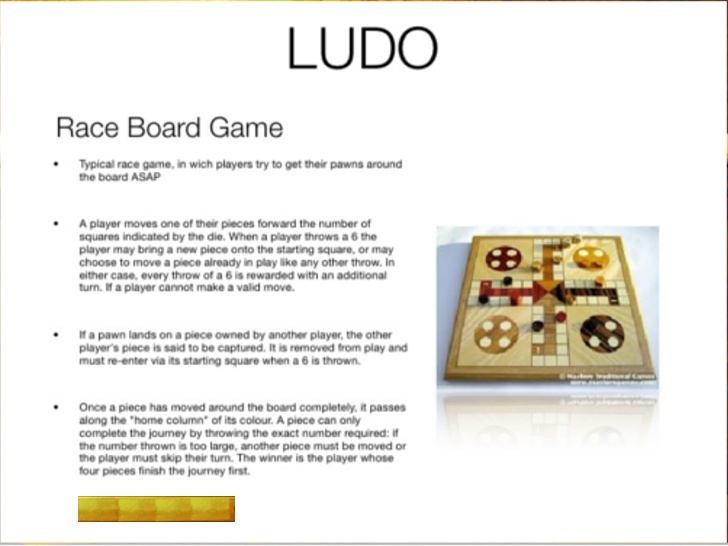 LUDO
Race Board Game
• Typical race game, in wich players try to get their pawns around
the board ASAP
• A player moves one of their pieces forward the number of
squares indicated by the die. When a player throws a 6 the
player may bring a new piece onto the starting square, or may
choose to move a piece already in play like any other throw. In
either case, every throw of a 6 is rewarded with an additional
turn. If a player cannot make a valid move.
• If a pawn lands on a piece owned by another player, the other
player's piece is said to be captured. It is removed from play and
must re-enter via its starting square when a 6 is thrown.
• Once a piece has moved around the board completely, it passes
along the "home column" of its colour. A piece can only
complete the journey by throwing the exact number required: if
the number thrown is too large, another piece must be moved or
the player must skip their turn. The winner is the player whose
four pieces finish the journey first.
© Masters Traditional Games